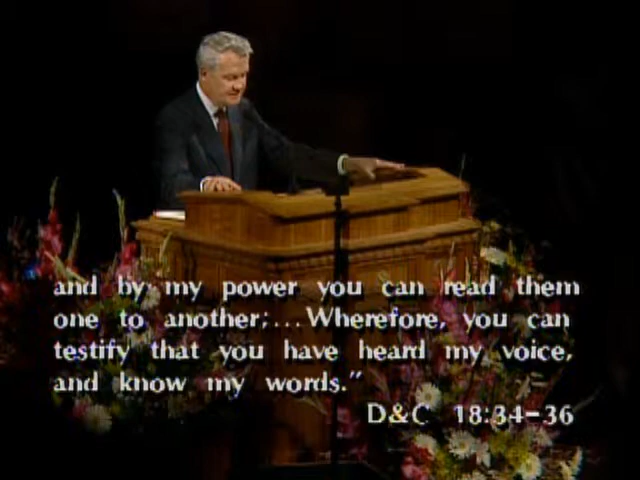 and by my power you can read them
one to another;...Wherefore, you can
testify that you have heard my voice,
and know my words.”
D&C 18:34-36